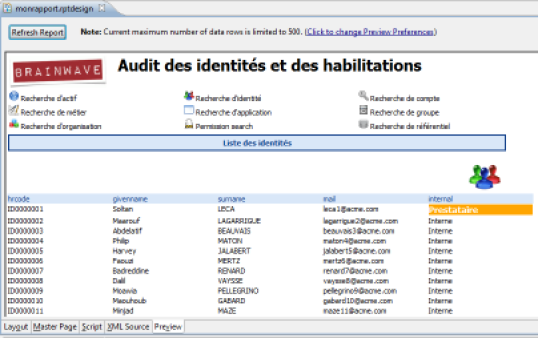 monrapport.rptdesign
Refresh Report Note: Current maximum number of data rows is limited to 500. (Click to change Preview Preferences)
BRAINWAVE Audit des identités et des habilitations
Recherche d'actif Recherche d'identité Recherche de compte
Recherche de métier Recherche d'application Recherche de groupe
Recherche d'organisation Permission search Recherche de référentiel
Liste des identités
hrcode givenname surname mail internal
ID0000001 Soltan LECA leca1@acme.com Prestataire
ID0000002 Maarouf LAGARRIGUE lagarrigue2@acme.com Interne
ID0000003 Abdelatif BEAUVAIS beauvais3@acme.com Interne
ID0000004 Philip MATON maton4@acme.com Interne
ID0000005 Harvey JALABERT jalabert5@acme.com Interne
ID0000006 Faouzi MERTZ mertz6@acme.com Interne
ID0000007 Badreddine RENARD renard7@acme.com Interne
ID0000008 Dalil VAYSSE vaysse8@acme.com Interne
ID0000009 Moawia PELLEGRINO pellegrino9@acme.com Interne
ID0000010 Maouhoub GABARD gabard10@acme.com Interne
ID0000011 Minjad MAZE maze11@acme.com Interne
Layout Master Page Script XML Source Preview